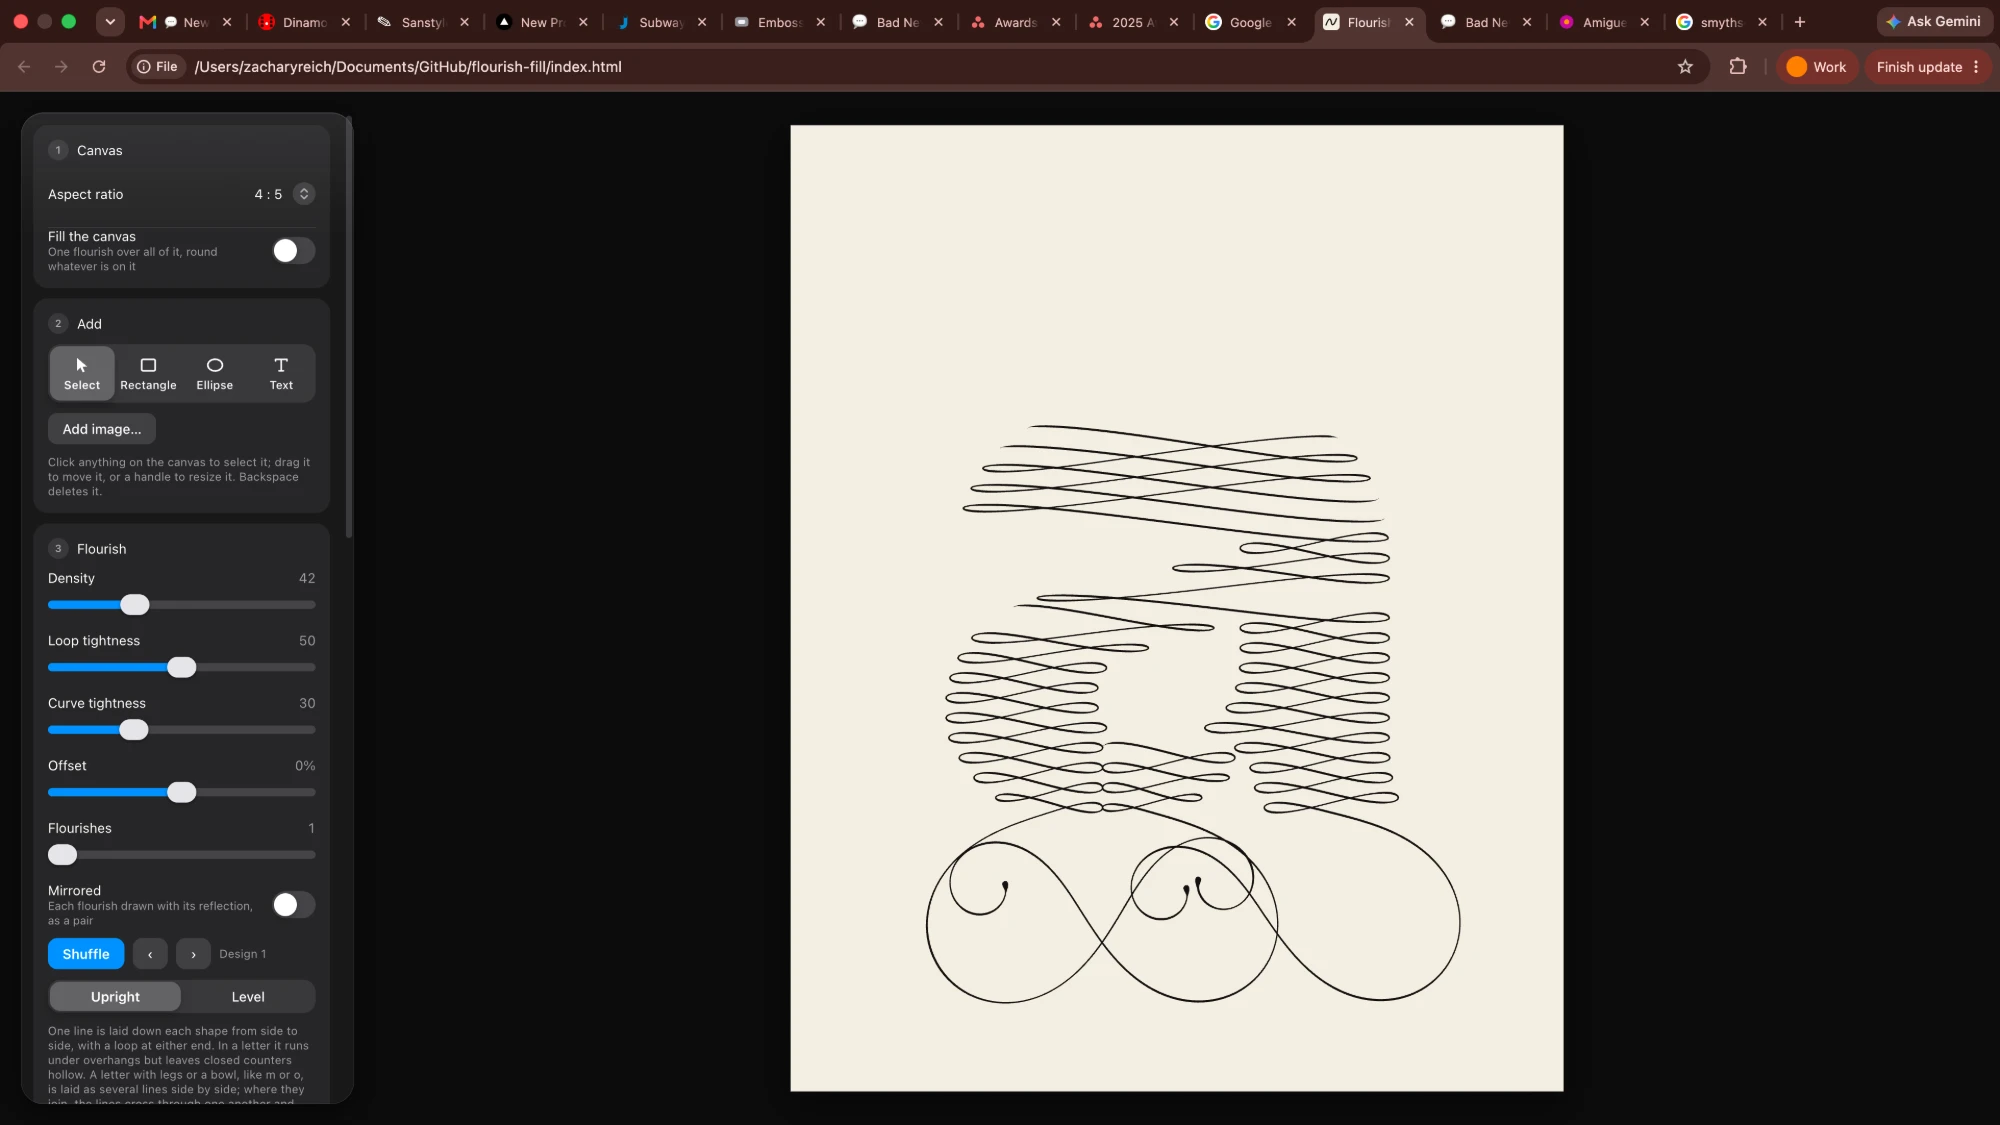 New
Dinamo
Sansty
New Pr
Subway
Emboss
Bad Ne
Awards
2025 A
Google
Flouris
Bad Ne
Amigue
smyths
Ask Gemini
File
/Users/zacharyreich/Documents/GitHub/flourish-fill/index.html
Work
Finish update
1 Canvas
Aspect ratio 4 : 5
Fill the canvas
One flourish over all of it, round
whatever is on it
2 Add
Select Rectangle Ellipse Text
Add image...
Click anything on the canvas to select it; drag it
to move it, or a handle to resize it. Backspace
deletes it.
3 Flourish
Density 42
Loop tightness 50
Curve tightness 30
Offset 0%
Flourishes 1
Mirrored
Each flourish drawn with its reflection,
as a pair
Shuffle ‹ › Design 1
Upright Level
One line is laid down each shape from side to
side, with a loop at either end. In a letter it runs
under overhangs but leaves closed counters
hollow. A letter with legs or a bowl, like m or o,
is laid as several lines side by side; where they
join, the lines cross through one another and